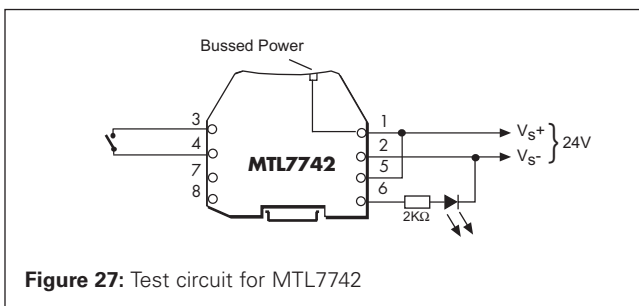 Bussed Power
3
4
7
8
MTL7742
1
2
5
6
Vs+
Vs-
24V
2KΩ
Figure 27: Test circuit for MTL7742